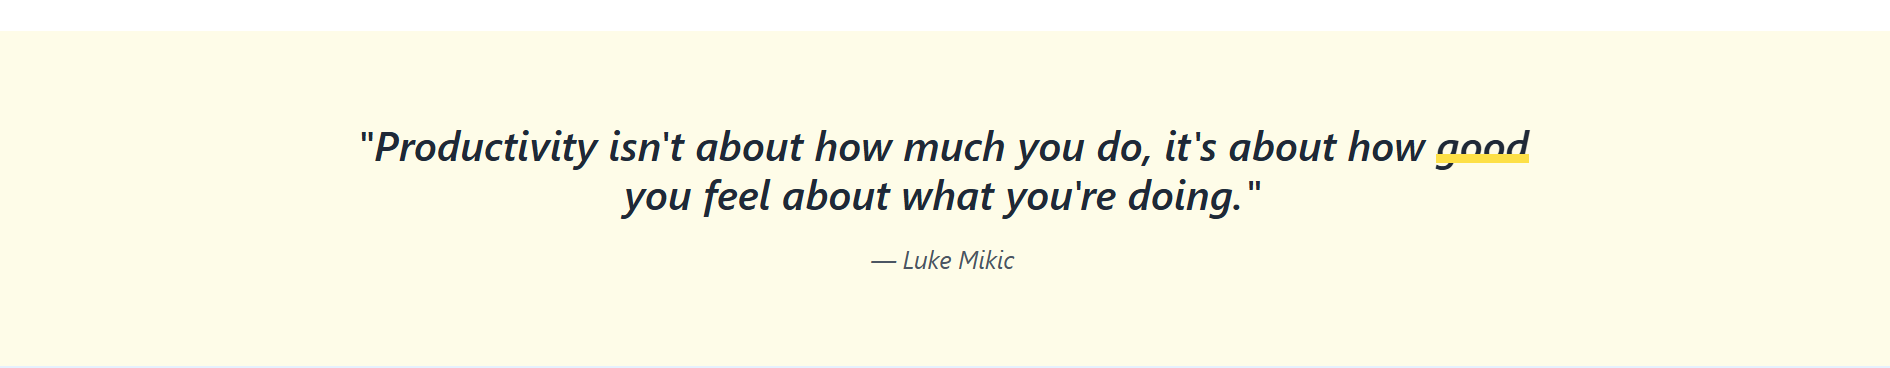 "Productivity isn't about how much you do, it's about how good
you feel about what you're doing."
— Luke Mikic